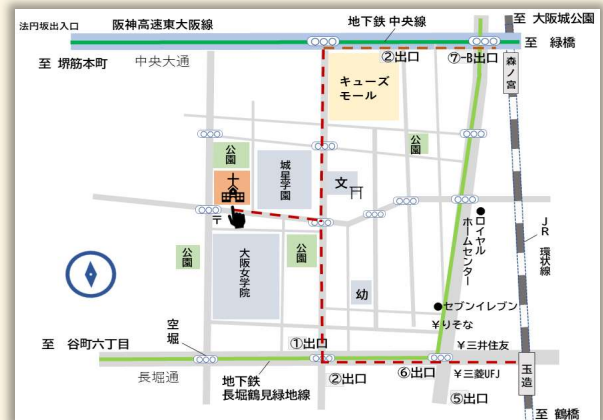 法円坂出入口
阪神高速東大阪線
地下鉄 中央線
至 大阪城公園
至 緑橋
至 堺筋本町
中央大通
②出口
⑦-B出口
森ノ宮
キューズ
モール
公園
公園
城星学園
文
〒
公園
大阪女学院
公園
幼
●ロイヤル
ホームセンター
JR 環状線
●セブンイレブン
¥りそな
¥三井住友
空堀
①出口
至 谷町六丁目
長堀通
地下鉄
長堀鶴見緑地線
②出口
⑥出口
¥三菱UFJ
⑤出口
玉造
至 鶴橋